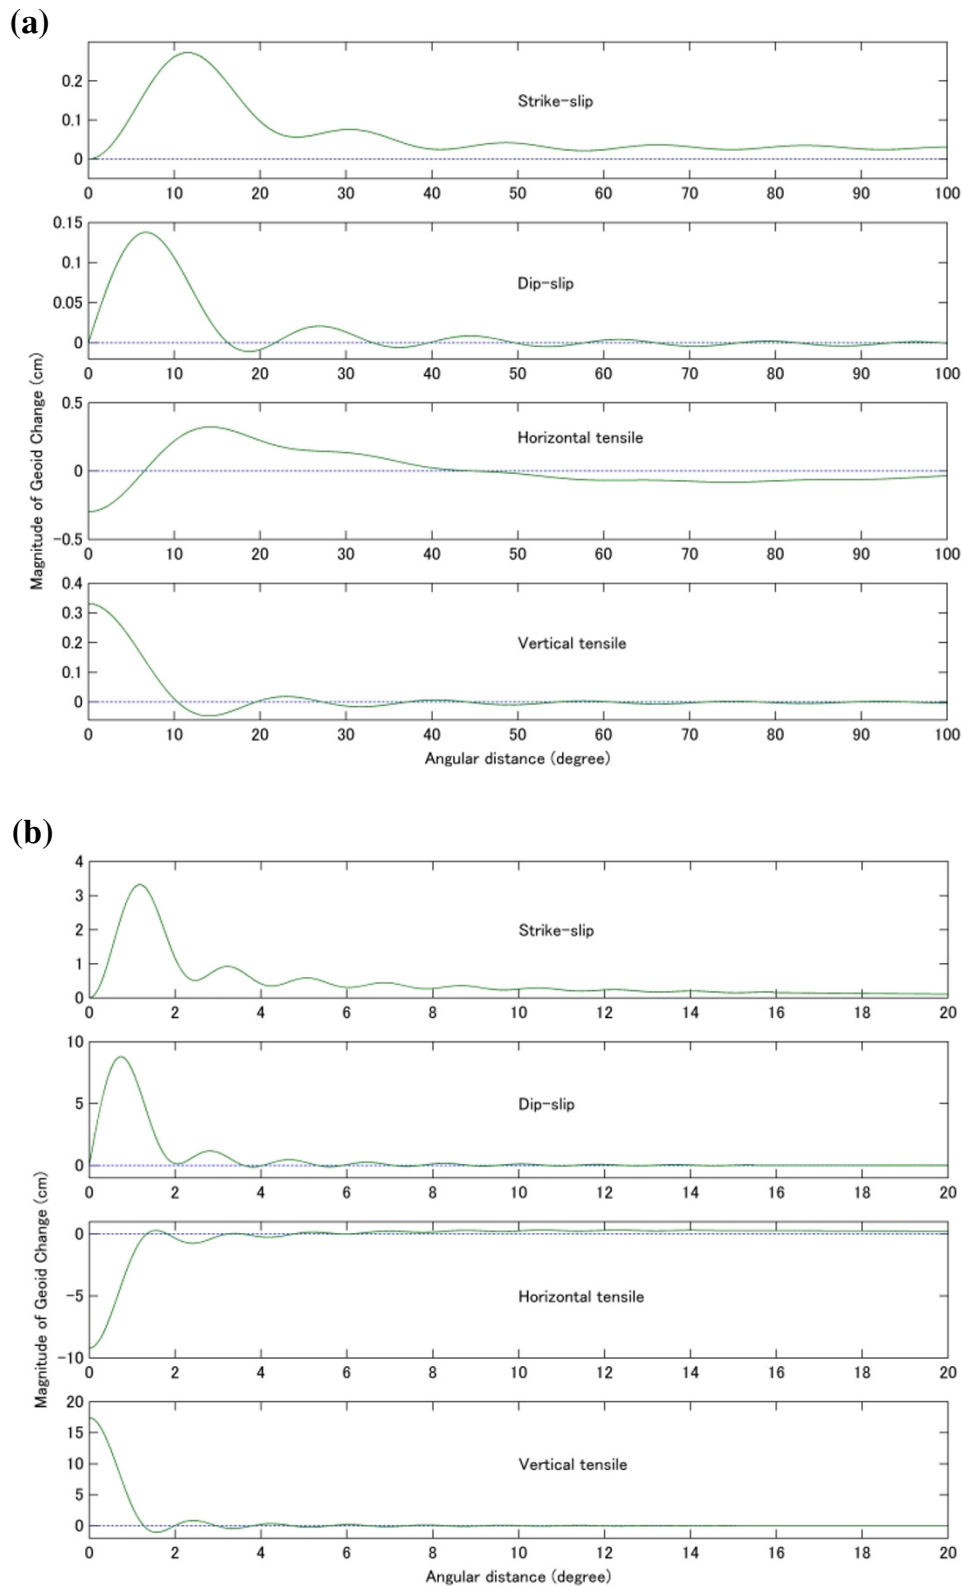 (a)
0.2
0.1
0
Strike-slip
0 10 20 30 40 50 60 70 80 90 100
0.15
0.1
0.05
0
Dip-slip
0 10 20 30 40 50 60 70 80 90 100
0.5
0
-0.5
Horizontal tensile
0 10 20 30 40 50 60 70 80 90 100
0.4
0.3
0.2
0.1
0
Vertical tensile
0 10 20 30 40 50 60 70 80 90 100
Magnitude of Geoid Change (cm)
Angular distance (degree)
(b)
4
3
2
1
0
Strike-slip
0 2 4 6 8 10 12 14 16 18 20
10
5
0
Dip-slip
0 2 4 6 8 10 12 14 16 18 20
0
-5
-10
Horizontal tensile
0 2 4 6 8 10 12 14 16 18 20
20
15
10
5
0
Vertical tensile
0 2 4 6 8 10 12 14 16 18 20
Magnitude of Geoid Change (cm)
Angular distance (degree)